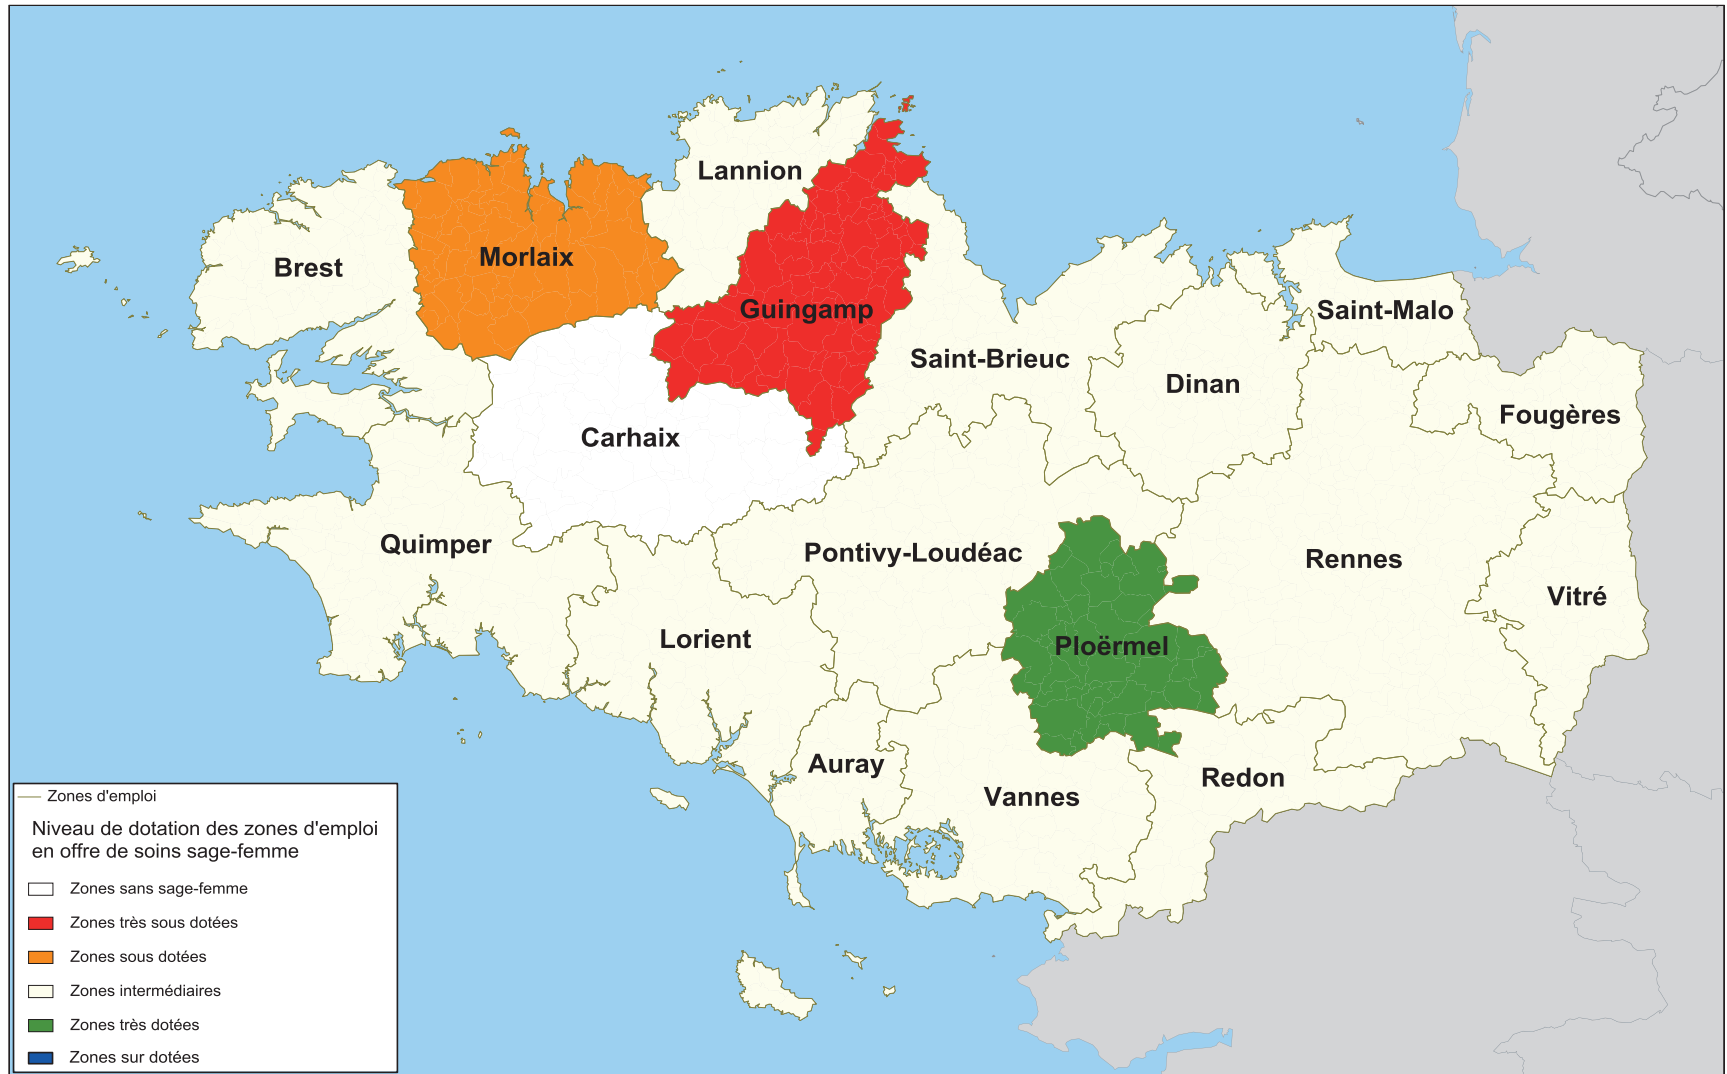 Lannion
Morlaix
Brest
Guingamp
Saint-Malo
Saint-Brieuc
Dinan
Fougères
Carhaix
Quimper
Pontivy-Loudéac
Rennes
Vitré
Lorient
Ploërmel
Auray
Redon
Vannes
Zones d'emploi
Niveau de dotation des zones d'emploi
en offre de soins sage-femme
Zones sans sage-femme
Zones très sous dotées
Zones sous dotées
Zones intermédiaires
Zones très dotées
Zones sur dotées